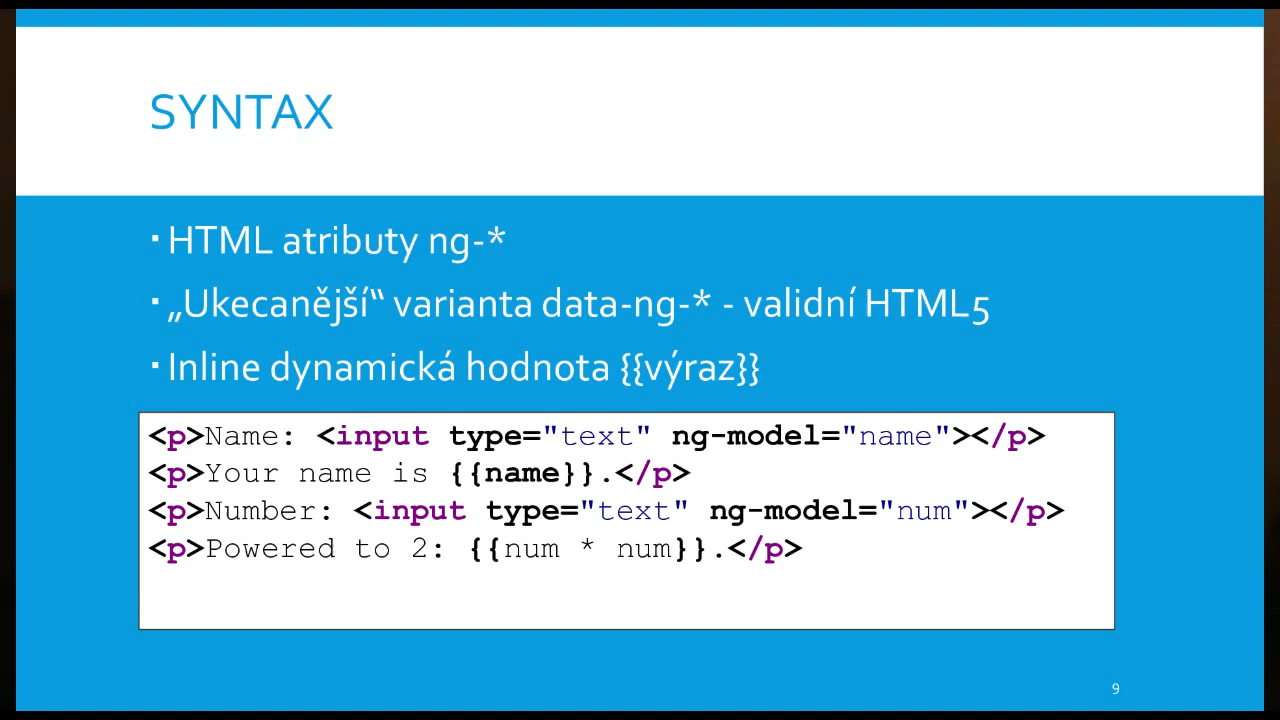 SYNTAX
▪ HTML atributy ng-*
▪ „Ukecanější“ varianta data-ng-* - validní HTML5
▪ Inline dynamická hodnota {{výraz}}
<p>Name: <input type="text" ng-model="name"></p>
<p>Your name is {{name}}.</p>
<p>Number: <input type="text" ng-model="num"></p>
<p>Powered to 2: {{num * num}}.</p>
9